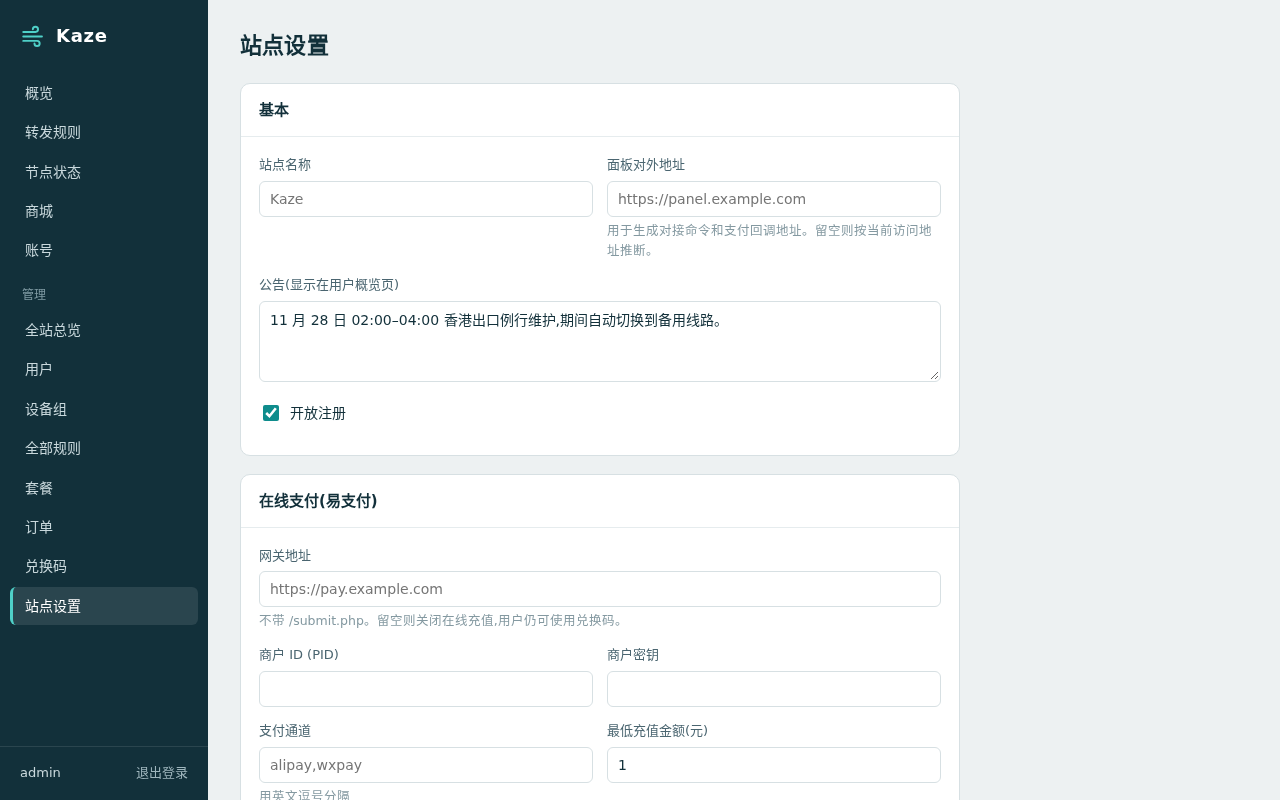 Kaze
概览
转发规则
节点状态
商城
账号
管理
全站总览
用户
设备组
全部规则
套餐
订单
兑换码
站点设置
admin
退出登录
站点设置
基本
站点名称
面板对外地址
Kaze
https://panel.example.com
用于生成对接命令和支付回调地址。留空则按当前访问地
址推断。
公告(显示在用户概览页)
11 月 28 日 02:00–04:00 香港出口例行维护,期间自动切换到备用线路。
开放注册
在线支付(易支付)
网关地址
https://pay.example.com
不带 /submit.php。留空则关闭在线充值,用户仍可使用兑换码。
商户 ID (PID)
商户密钥
支付通道
最低充值金额(元)
alipay,wxpay
1
用英文逗号分隔